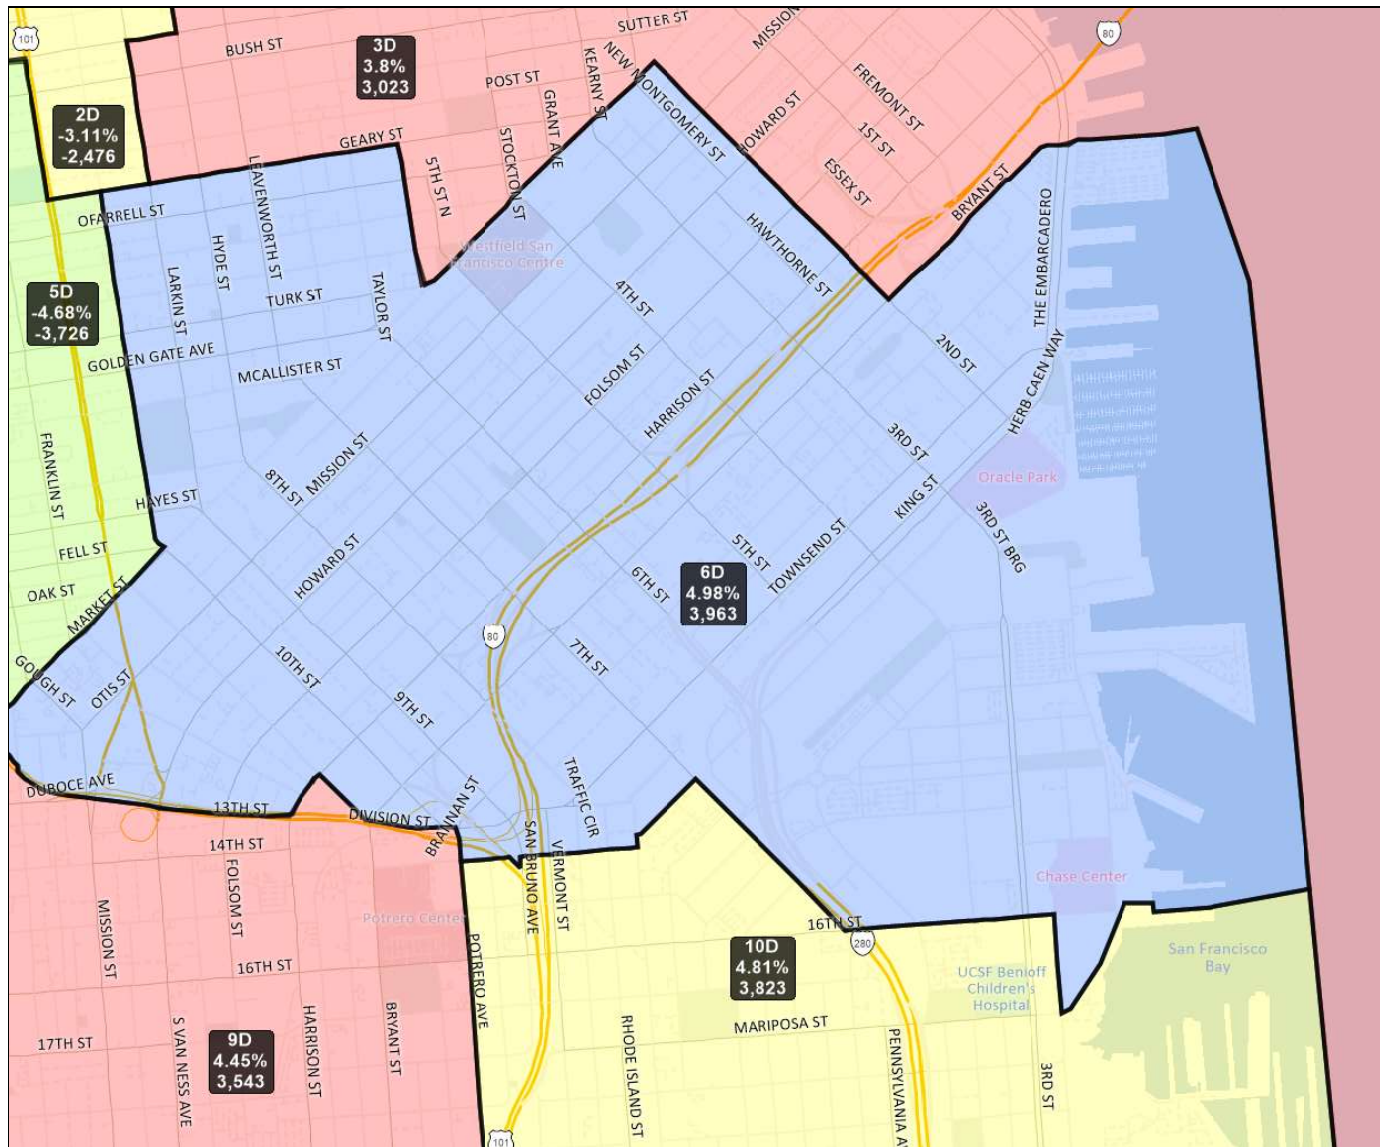 SUTTER ST
MISSION
101
80
BUSH ST
3D
3.8%
3,023
KEARNY ST
NEW MONTGOMERY ST
POST ST
FREMONT ST
GRANT AVE
HOWARD ST
2D
-3.11%
-2,476
1ST ST
GEARY ST
STOCKTON ST
LEAVENWORTH ST
5TH ST N
ESSEX ST
BRYANT ST
OFARRELL ST
THE EMBARCADERO
HYDE ST
Westfield San
Francisco Centre
HAWTHORNE ST
LARKIN ST
TAYLOR ST
5D
-4.68%
-3,726
TURK ST
4TH ST
GOLDEN GATE AVE
2ND ST
MCALLISTER ST
FOLSOM ST
HERB CAEN WAY
HARRISON ST
FRANKLIN ST
MISSION ST
3RD ST
8TH ST
Oracle Park
HAYES ST
KING ST
3RD ST BRG
FELL ST
5TH ST
TOWNSEND ST
HOWARD ST
6TH ST
6D
4.98%
3,963
OAK ST
MARKET ST
80
GOUGH ST
OTIS ST
10TH ST
7TH ST
9TH ST
DUBOCE AVE
TRAFFIC CIR
13TH ST
DIVISION ST
BRANNAN ST
14TH ST
SAN BRUNO AVE
VERMONT ST
FOLSOM ST
Chase Center
MISSION ST
Potrero Center
16TH ST
POTRERO AVE
10D
4.81%
3,823
280
San Francisco
Bay
16TH ST
UCSF Benioff
Children's
Hospital
17TH ST
S VAN NESS AVE
9D
4.45%
3,543
HARRISON ST
BRYANT ST
RHODE ISLAND ST
MARIPOSA ST
PENNSYLVANIA A
3RD ST
101